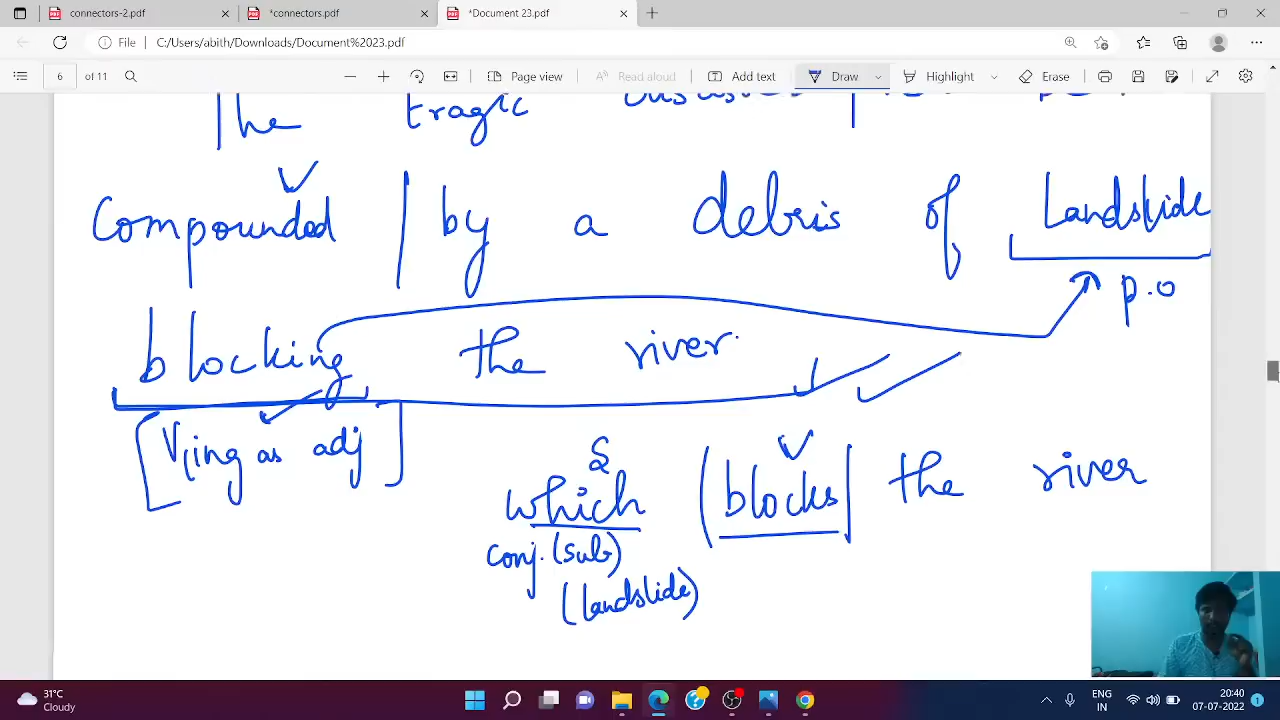 connectors-2.pdf
*connectors.pdf
*Document 23.pdf
File C:/Users/abith/Downloads/Document%2023.pdf
6 of 11
Page view
Read aloud
Add text
Draw
Highlight
Erase
The tragic
V
Compounded | by a debris of Landslide
p.o
blocking the river.
[V1ing as adj]
S V
which (blocks) the river
conj.(sub)
(landslide)
31°C
Cloudy
ENG
IN
20:40
07-07-2022
1